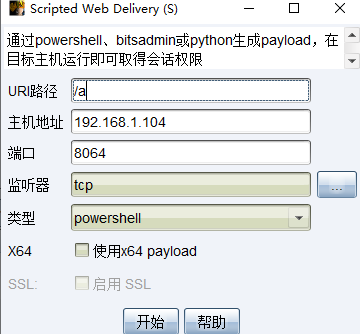 Scripted Web Delivery (S)
通过powershell、bitsadmin或python生成payload，在
目标主机运行即可取得会话权限
URI路径 /a
主机地址 192.168.1.104
端口 8064
监听器 tcp ...
类型 powershell
X64 使用x64 payload
SSL: 启用 SSL
开始 帮助